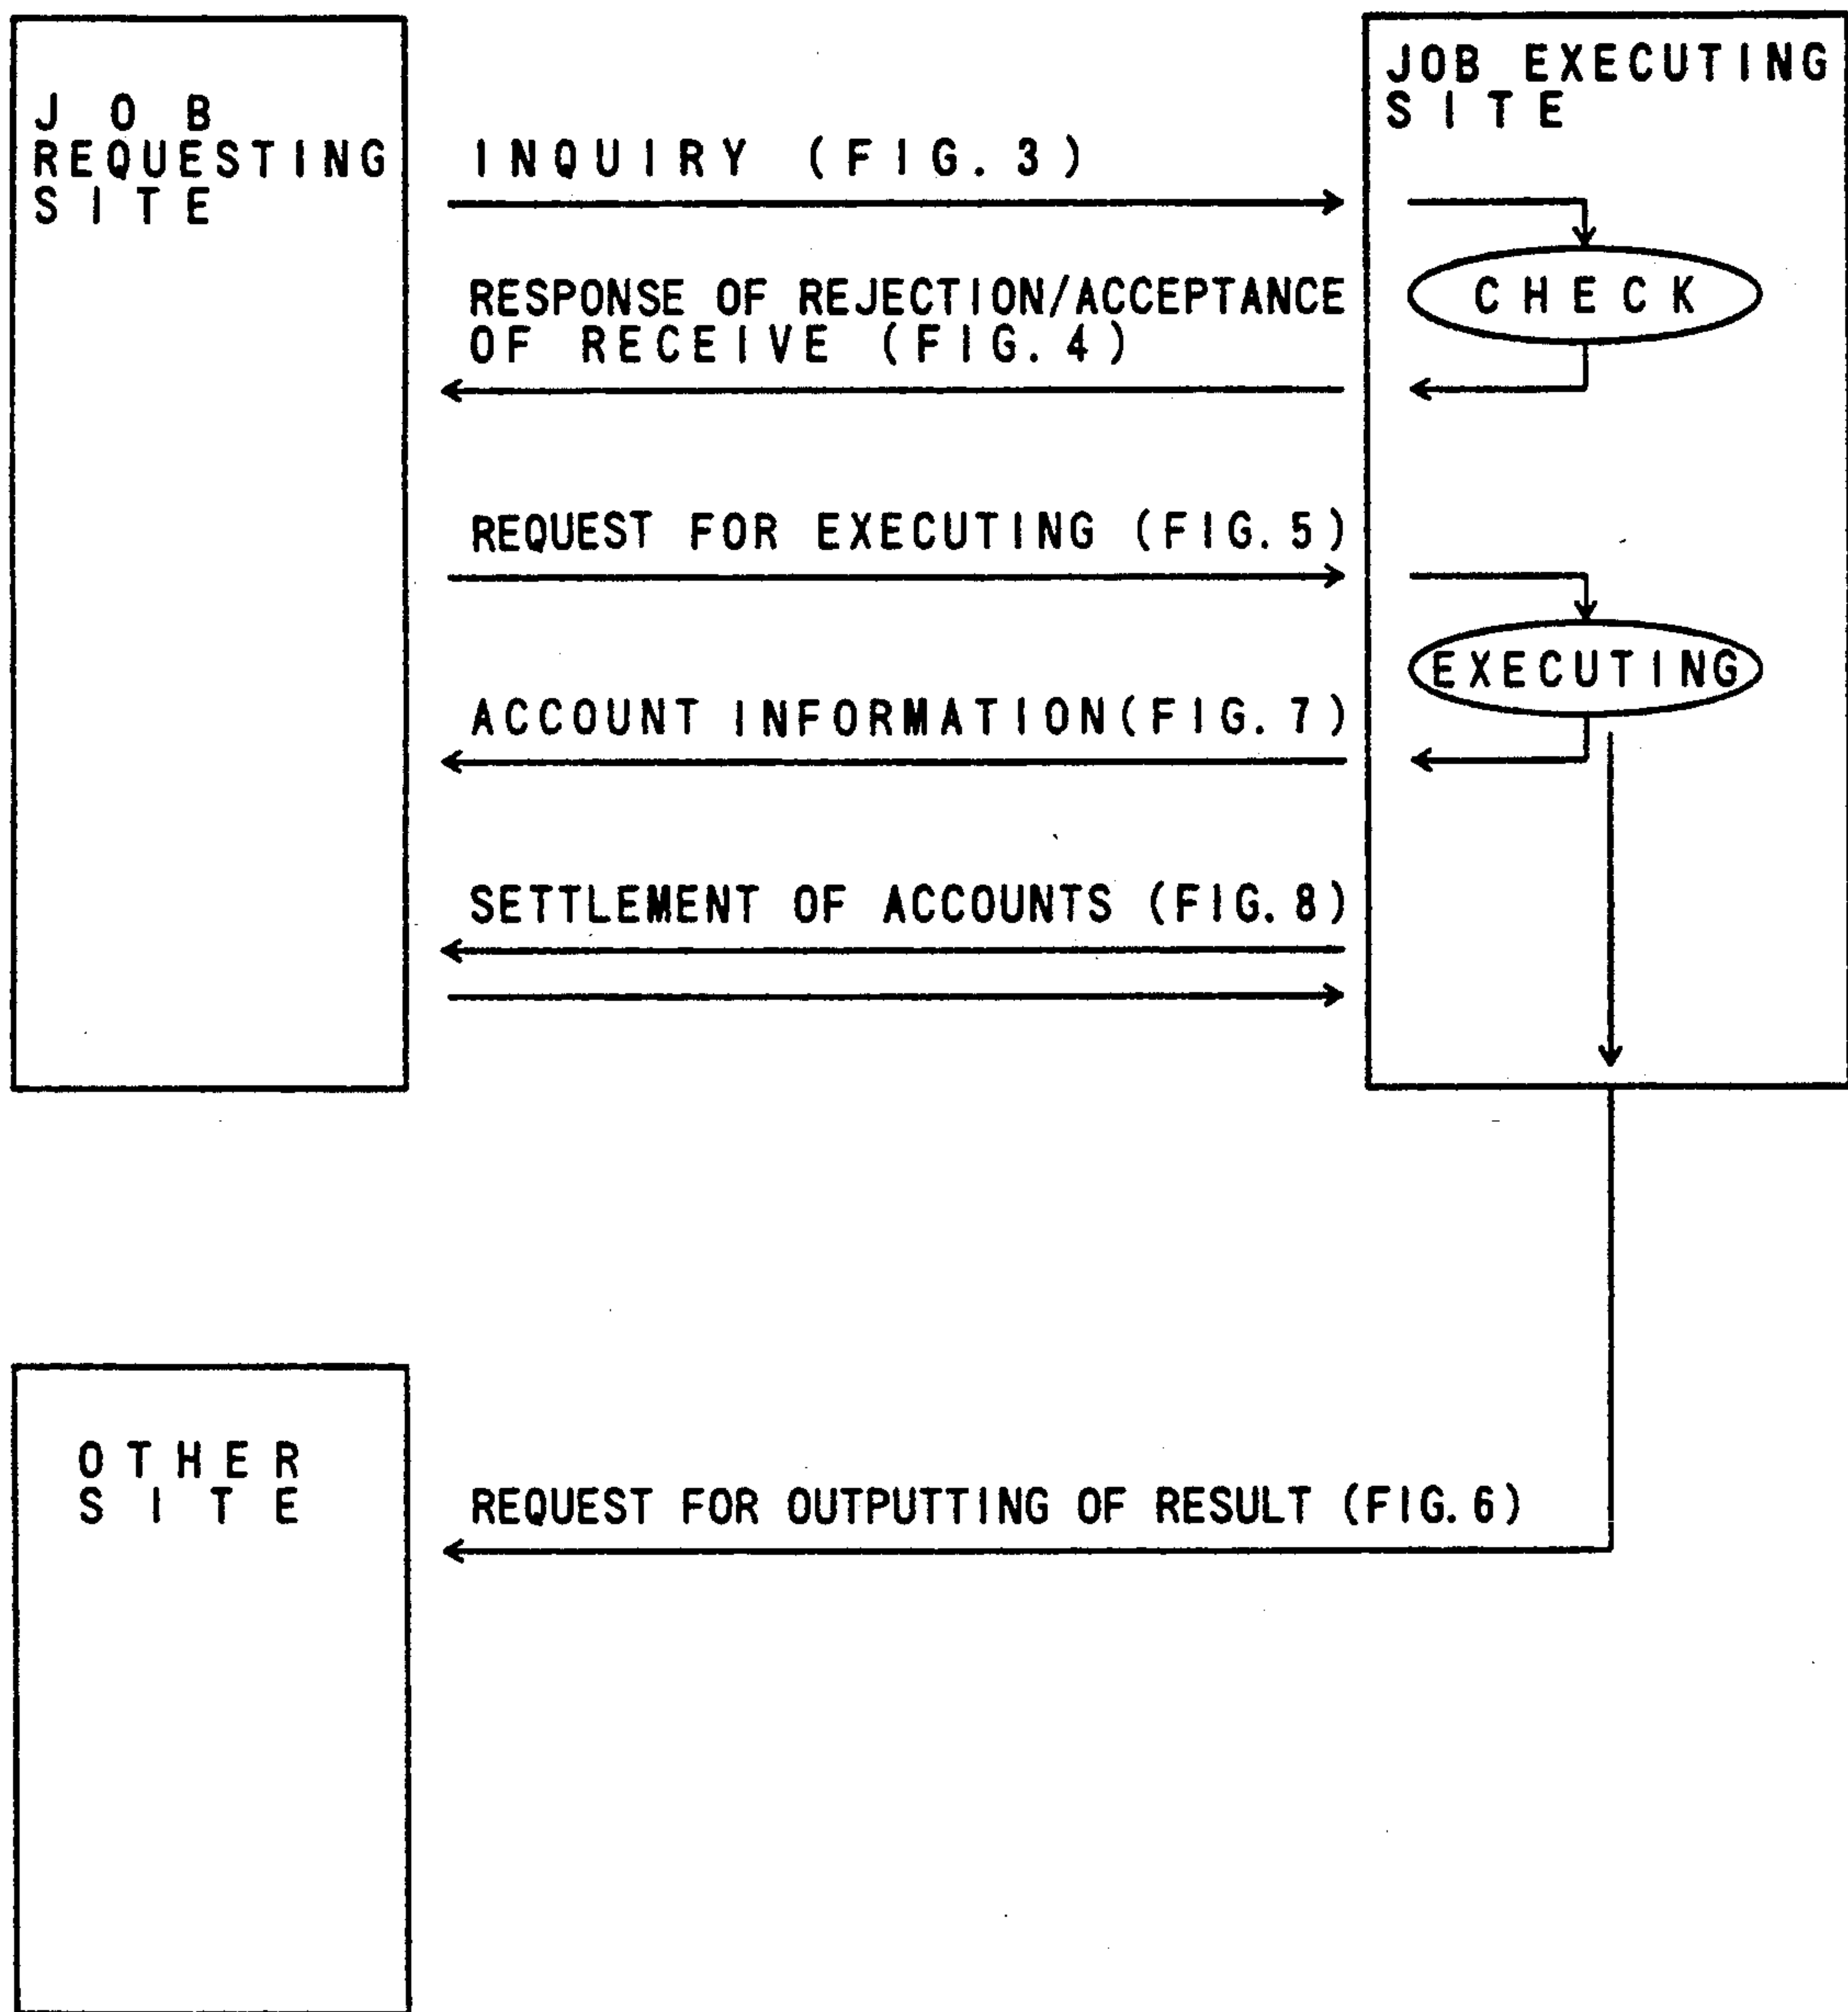 JOB
REQUESTING
SITE
JOB EXECUTING
SITE
INQUIRY (FIG. 3)
CHECK
RESPONSE OF REJECTION/ACCEPTANCE
OF RECEIVE (FIG. 4)
REQUEST FOR EXECUTING (FIG. 5)
EXECUTING
ACCOUNT INFORMATION(FIG. 7)
SETTLEMENT OF ACCOUNTS (FIG. 8)
OTHER
SITE
REQUEST FOR OUTPUTTING OF RESULT (FIG. 6)